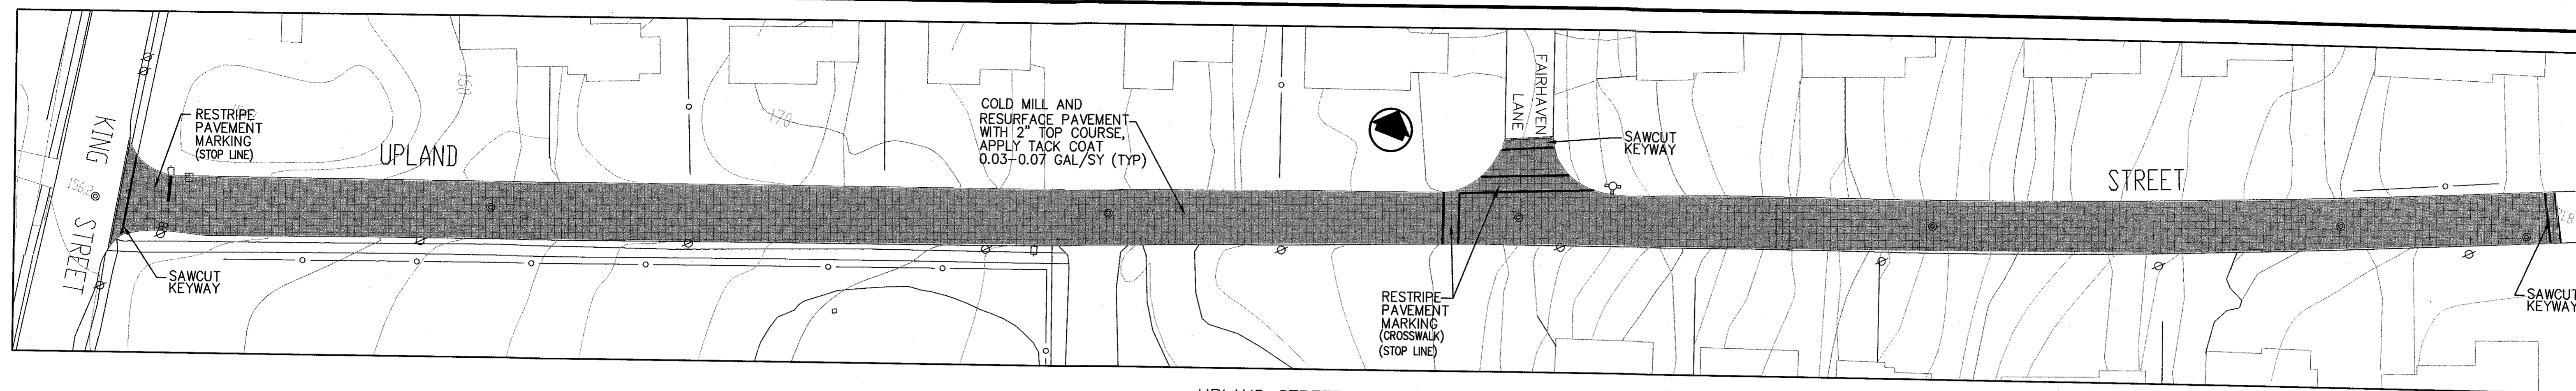 KING
STREET
156.2
RESTRIPE
PAVEMENT
MARKING
(STOP LINE)
SAWCUT
KEYWAY
UPLAND
160
170
COLD MILL AND
RESURFACE PAVEMENT
WITH 2" TOP COURSE,
APPLY TACK COAT
0.03-0.07 GAL/SY (TYP)
FAIRHAVEN
LANE
SAWCUT
KEYWAY
RESTRIPE
PAVEMENT
MARKING
(CROSSWALK)
(STOP LINE)
STREET
SAWCUT
KEYWAY
UPLAND STREET